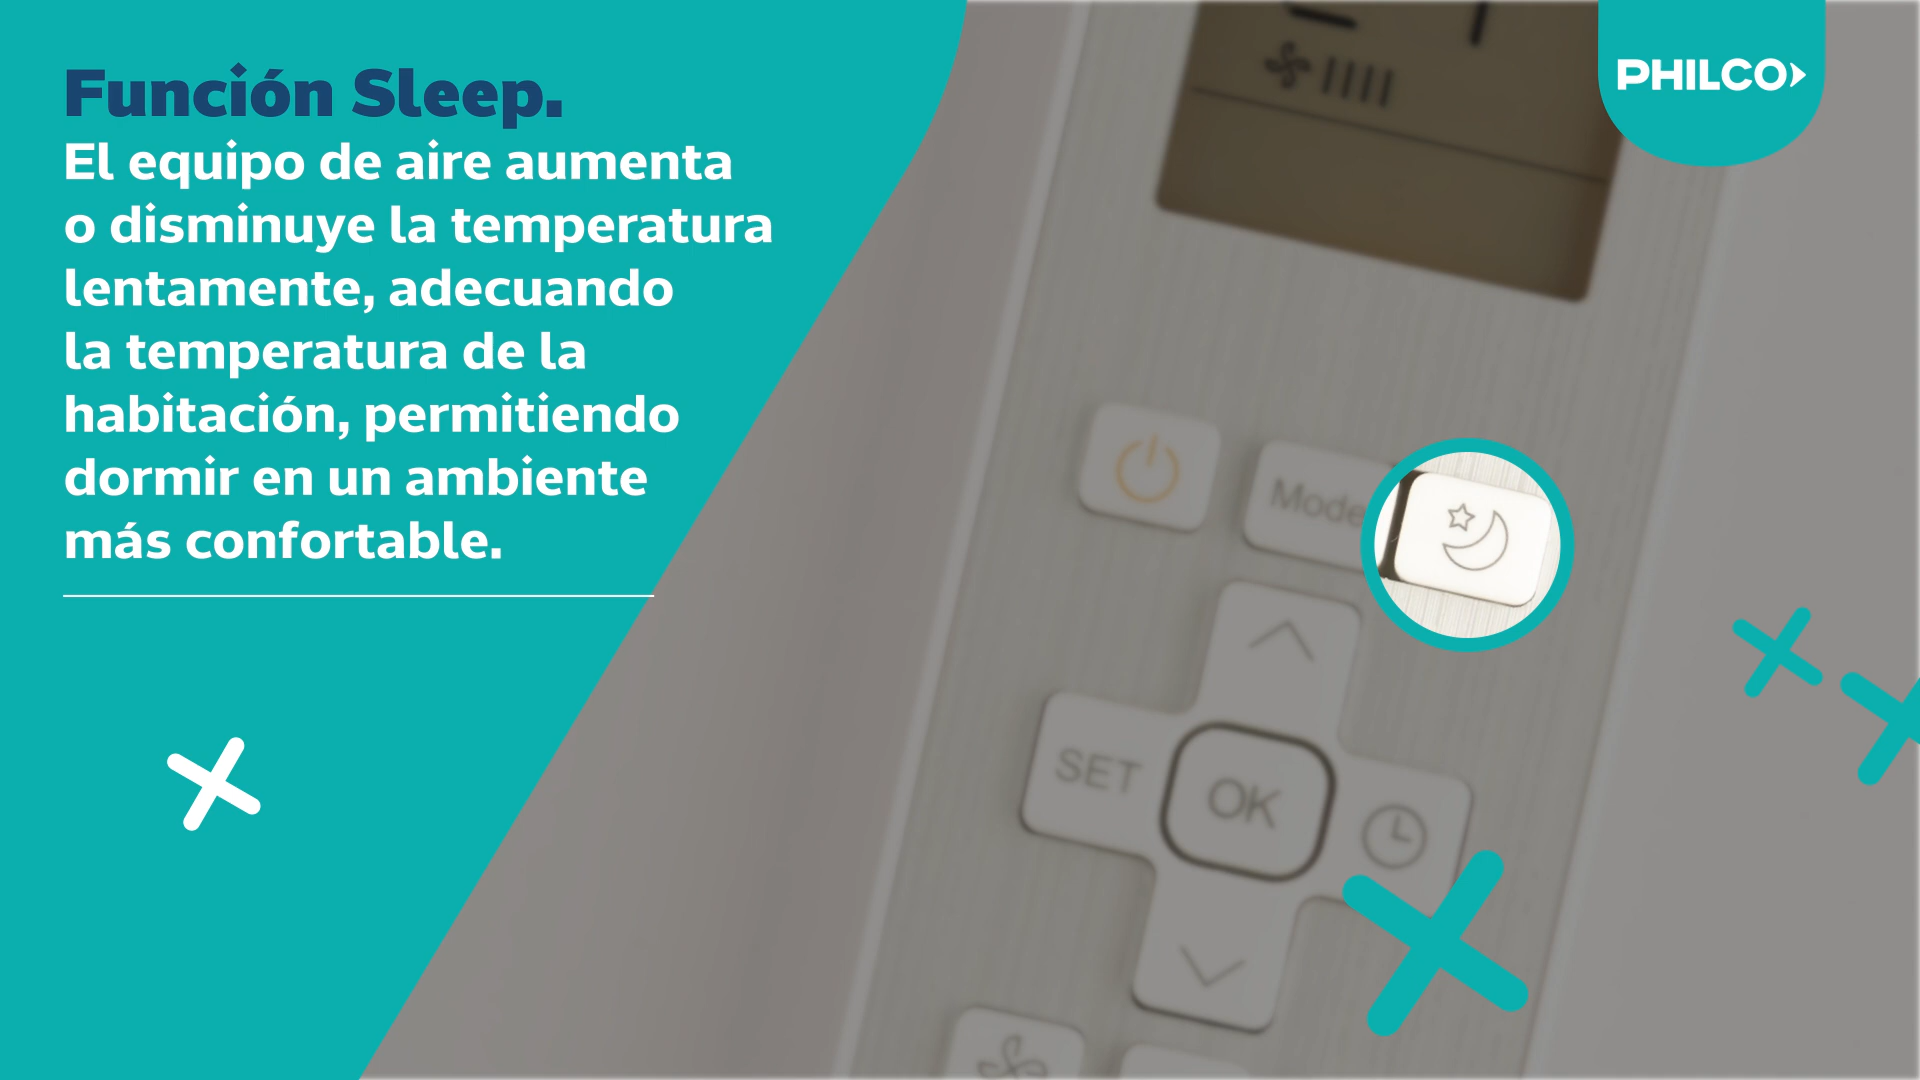 Función Sleep.
El equipo de aire aumenta
o disminuye la temperatura
lentamente, adecuando
la temperatura de la
habitación, permitiendo
dormir en un ambiente
más confortable.
PHILCO
Mode
SET
OK